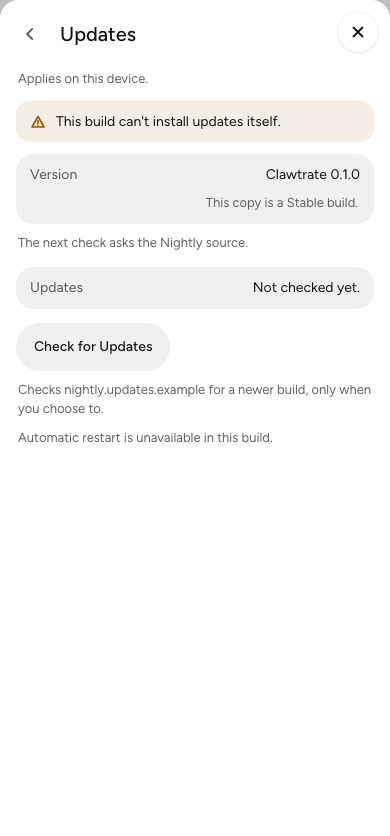 Updates
Applies on this device.
This build can't install updates itself.
Version
Clawtrate 0.1.0
This copy is a Stable build.
The next check asks the Nightly source.
Updates
Not checked yet.
Check for Updates
Checks nightly.updates.example for a newer build, only when
you choose to.
Automatic restart is unavailable in this build.